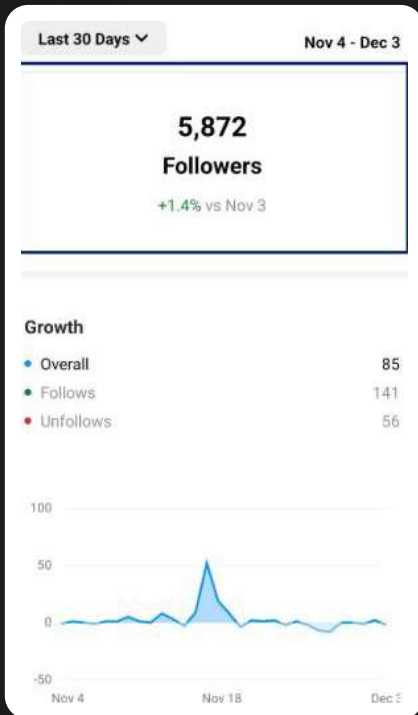 Last 30 Days
Nov 4 - Dec 3
5,872
Followers
+1.4% vs Nov 3
Growth
Overall 85
Follows 141
Unfollows 56
100
50
0
-50
Nov 4 Nov 18 Dec